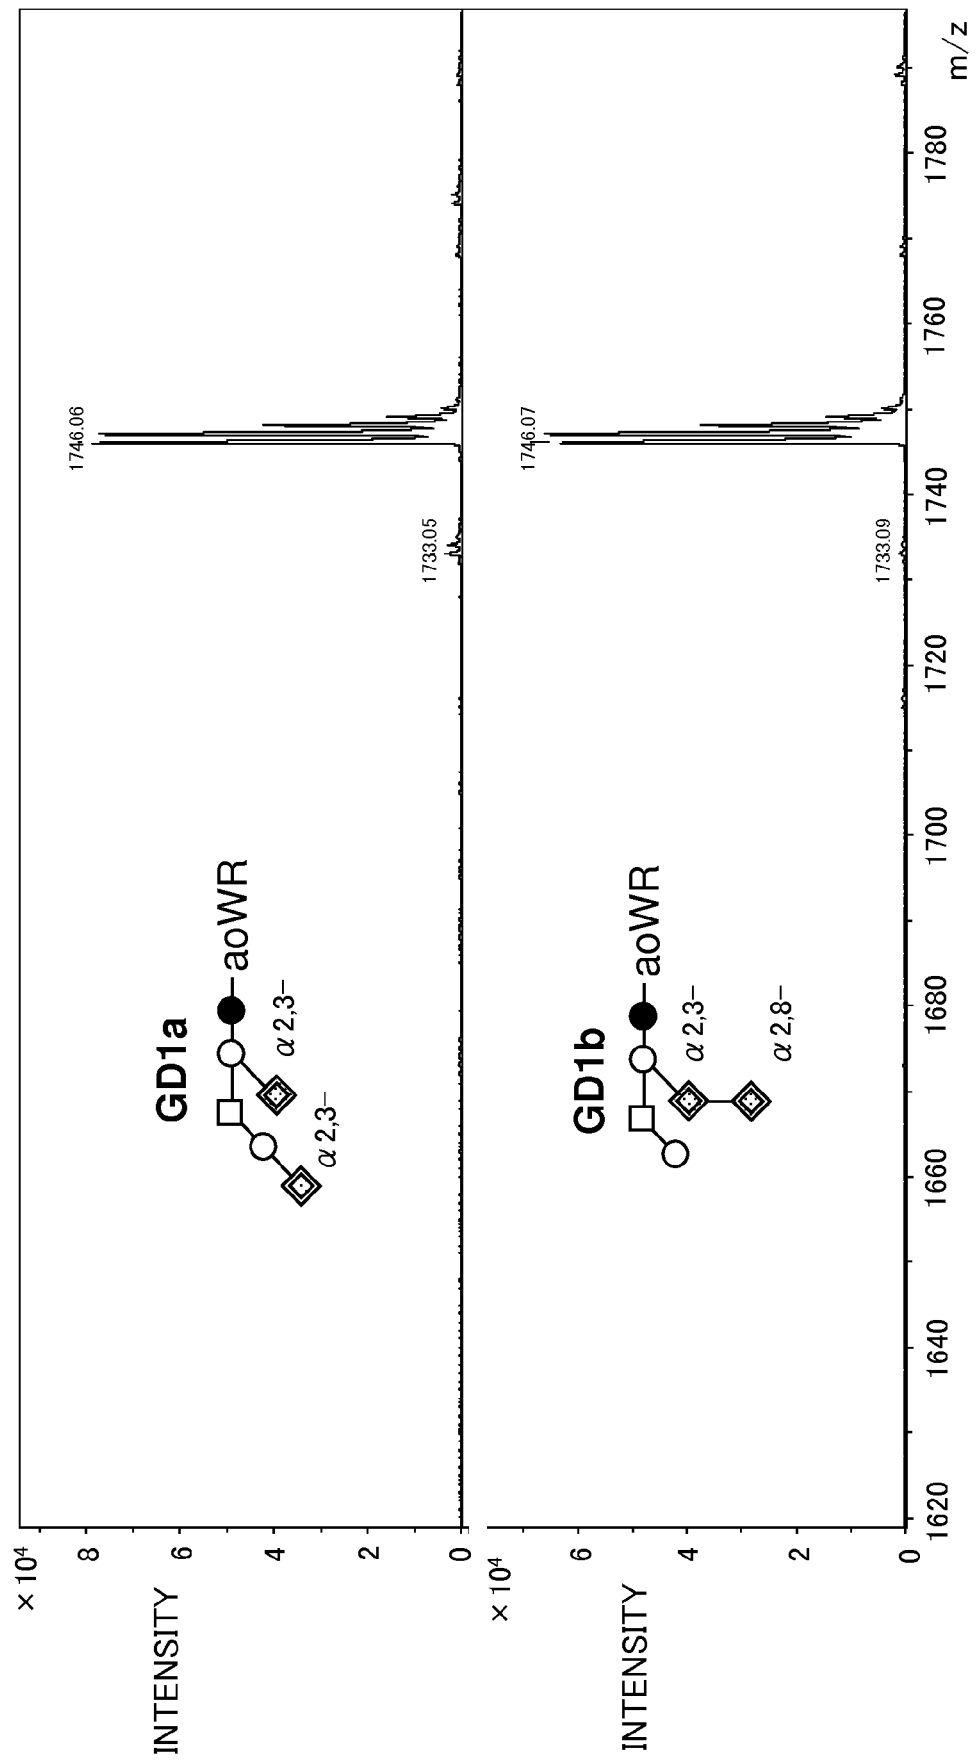 × 10⁴
8
6
4
2
0
INTENSITY
GD1a
aoWR
α 2,3−
α 2,3−
1746.06
1733.05
× 10⁴
6
4
2
0
INTENSITY
GD1b
aoWR
α 2,3−
α 2,8−
1746.07
1733.09
1620
1640
1660
1680
1700
1720
1740
1760
1780
m/z